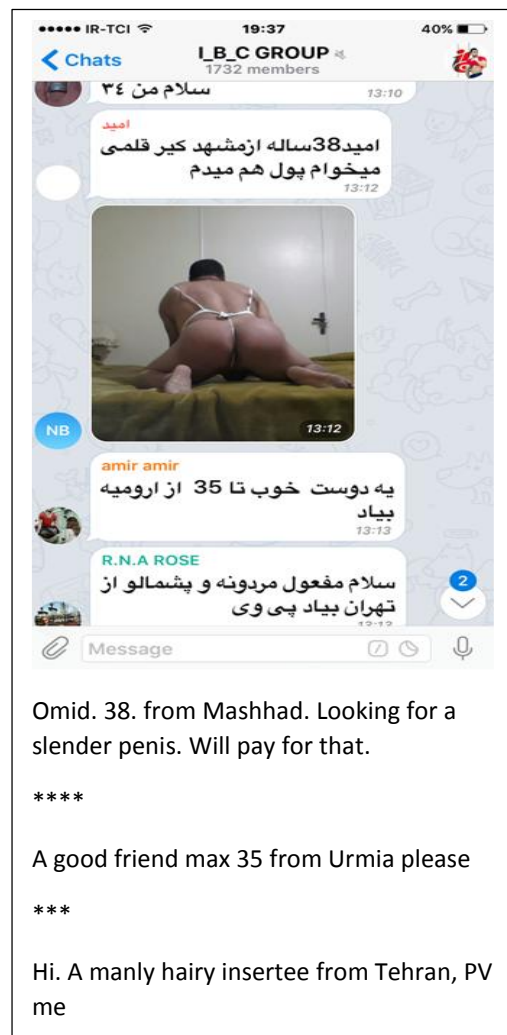 IR-TCI 19:37 40%
Chats I_B_C GROUP
1732 members
سلام من ٣٤ 13:10
امید
امید38ساله ازمشهد کیر قلمی
میخوام پول هم میدم
13:12
13:12
NB
amir amir
یه دوست خوب تا 35 از ارومیه
بیاد
13:13
R.N.A ROSE
سلام مفعول مردونه و پشمالو از
تهران بیاد پی وی
2
Message
Omid. 38. from Mashhad. Looking for a
slender penis. Will pay for that.
****
A good friend max 35 from Urmia please
***
Hi. A manly hairy insertee from Tehran, PV
me